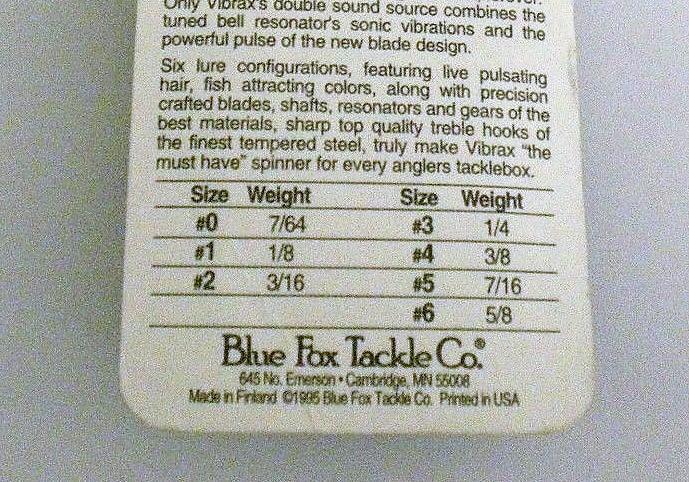 Only Vibrax's double sound source combines the
tuned bell resonator's sonic vibrations and the
powerful pulse of the new blade design.
Six lure configurations, featuring live pulsating
hair, fish attracting colors, along with precision
crafted blades, shafts, resonators and gears of the
best materials, sharp top quality treble hooks of
the finest tempered steel, truly make Vibrax "the
must have" spinner for every anglers tacklebox.
Size Weight Size Weight
#0 7/64 #3 1/4
#1 1/8 #4 3/8
#2 3/16 #5 7/16
#6 5/8
Blue Fox Tackle Co.®
645 No. Emerson • Cambridge, MN 55008
Made in Finland ©1995 Blue Fox Tackle Co. Printed in USA